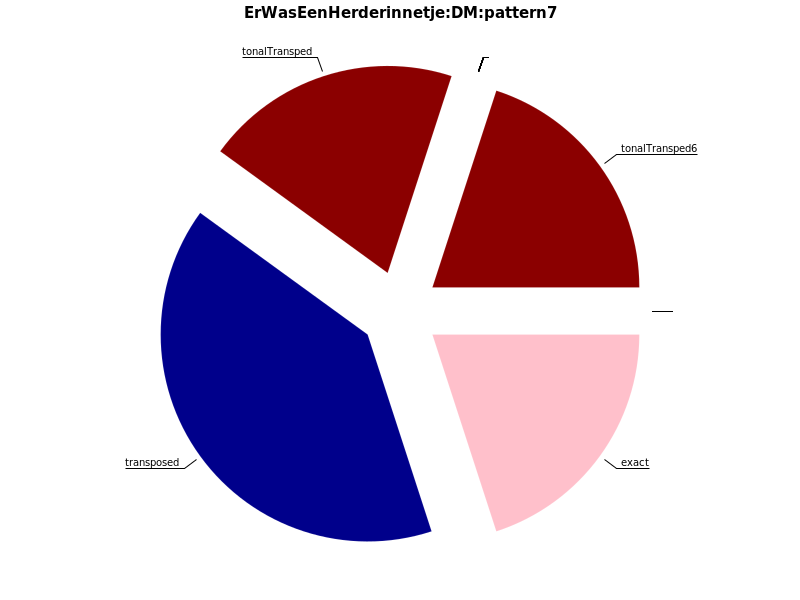 ErWasEenHerderinnetje:DM:pattern7
tonalTransped
tonalTransped6
transposed
exact